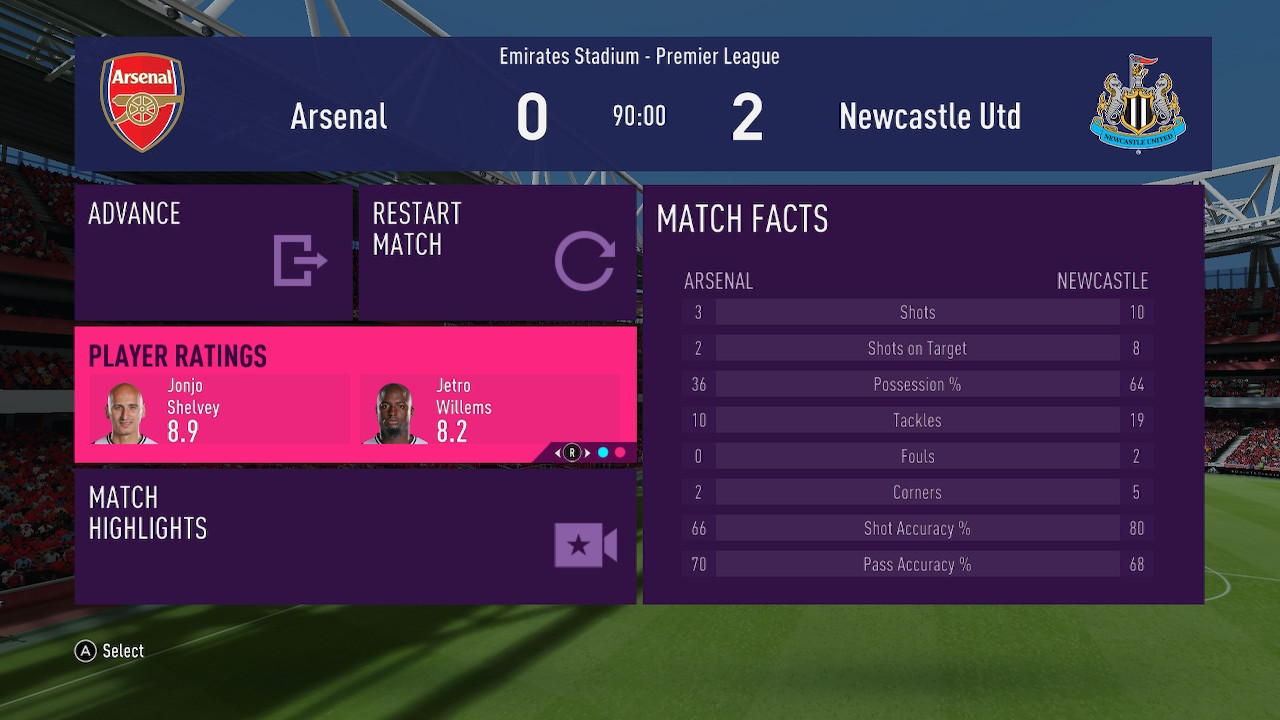 Emirates Stadium - Premier League
Arsenal
Arsenal 0 90:00 2 Newcastle Utd
NEWCASTLE UNITED
ADVANCE
RESTART
MATCH
PLAYER RATINGS
Jonjo
Shelvey
8.9
Jetro
Willems
8.2
R
MATCH
HIGHLIGHTS
MATCH FACTS
ARSENAL NEWCASTLE
3 Shots 10
2 Shots on Target 8
36 Possession % 64
10 Tackles 19
0 Fouls 2
2 Corners 5
66 Shot Accuracy % 80
70 Pass Accuracy % 68
A Select